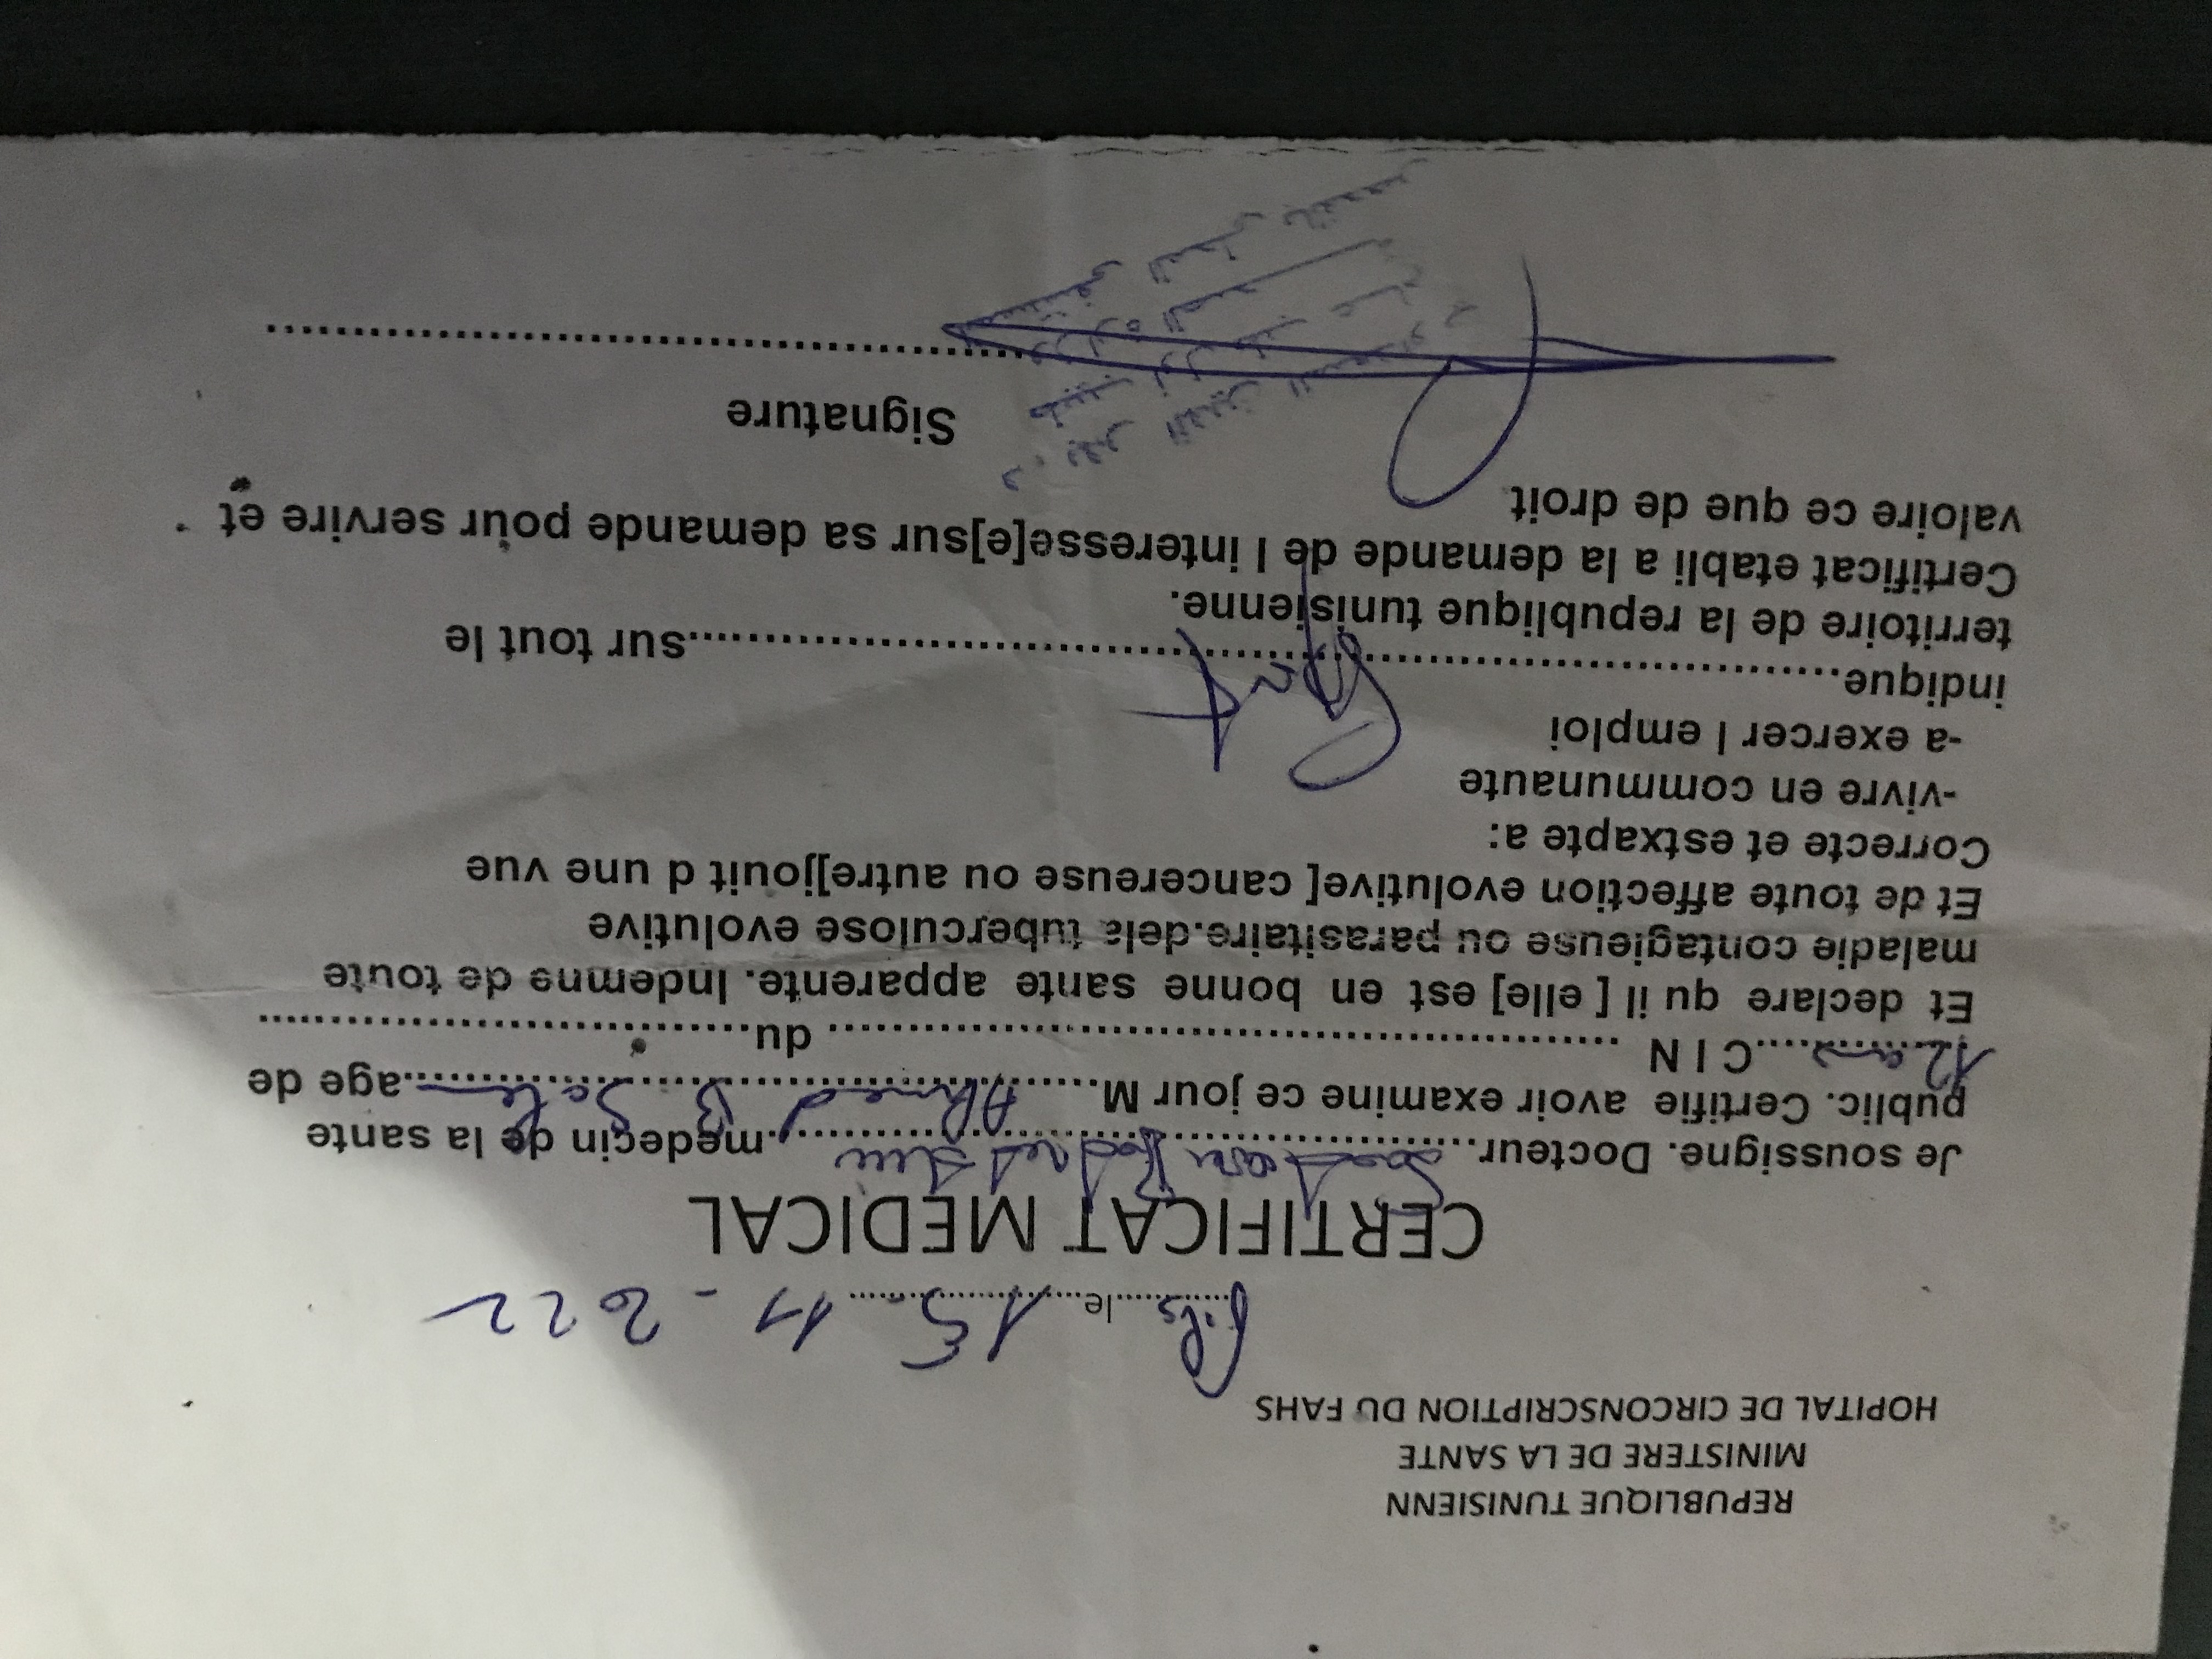 REPUBLIQUE TUNISIENN
MINISTERE DE LA SANTE
HOPITAL DE CIRCONSCRIPTION DU FAHS
..........le 15 - 11 - 2022
CERTIFICAT MEDICAL
Je soussigne. Docteur..........medecin de la sante
public. Certifie avoir examine ce jour M.....Ahmed B. Saleh.....age de
12 ans....C I N .......... du..........
Et declare qu il [ elle] est en bonne sante apparente. Indemne de toute
maladie contagieuse ou parasitaire.dela tuberculose evolutive
Et de toute affection evolutive[ cancereuse ou autre]jouit d une vue
Correcte et estxapte a:
-vivre en communaute
-a exercer l emploi
indique..........sur tout le
territoire de la republique tunisienne.
Certificat etabli a la demande de l interesse[e]sur sa demande pour servire et
valoire ce que de droit
Signature